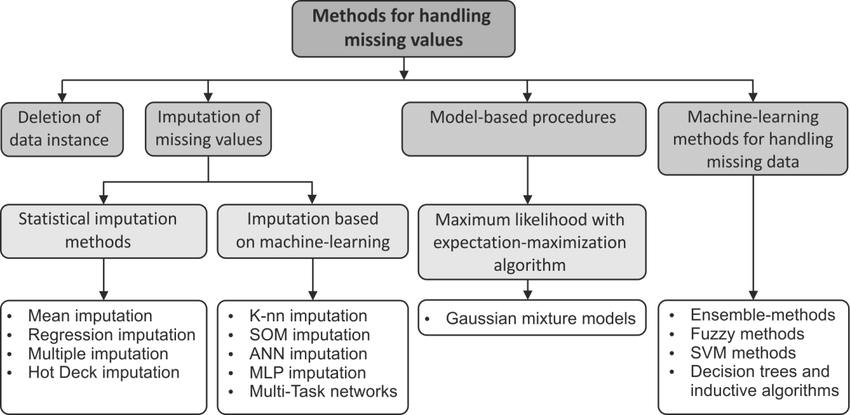 Methods for handling
missing values
Deletion of
data instance
Imputation of
missing values
Model-based procedures
Machine-learning
methods for handling
missing data
Statistical imputation
methods
Imputation based
on machine-learning
Maximum likelihood with
expectation-maximization
algorithm
• Mean imputation
• Regression imputation
• Multiple imputation
• Hot Deck imputation
• K-nn imputation
• SOM imputation
• ANN imputation
• MLP imputation
• Multi-Task networks
• Gaussian mixture models
• Ensemble-methods
• Fuzzy methods
• SVM methods
• Decision trees and
inductive algorithms